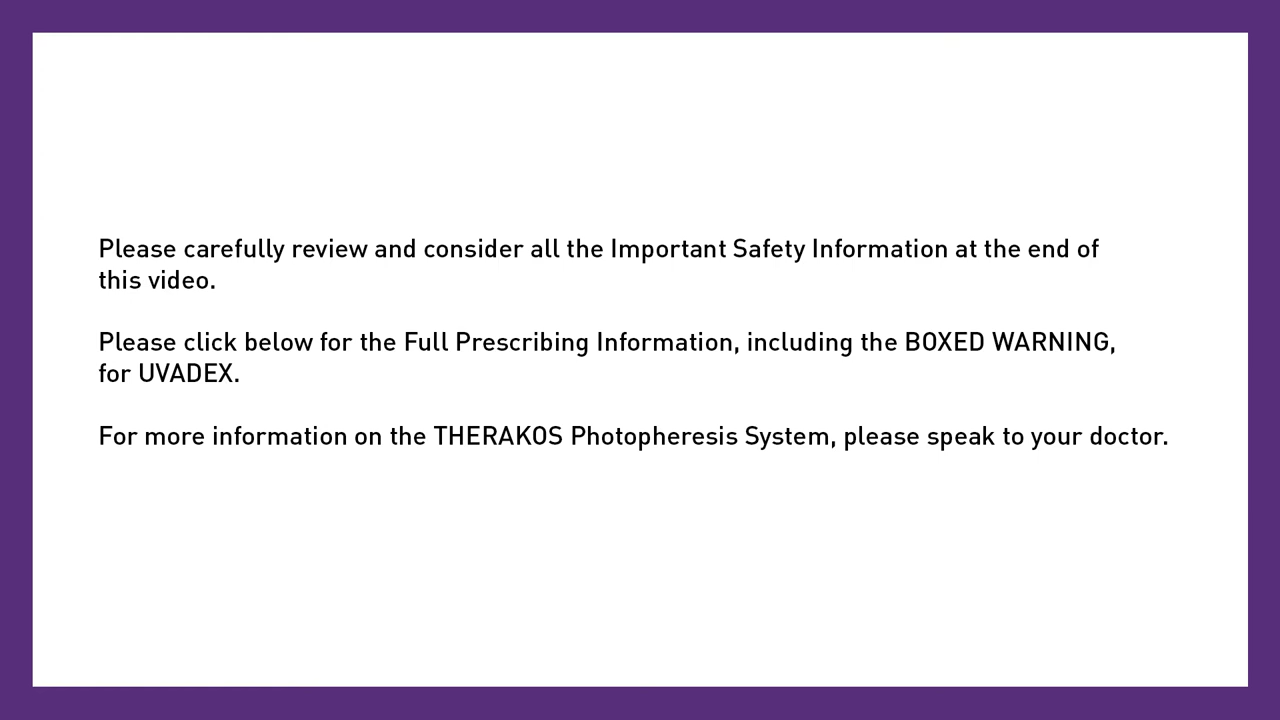 Please carefully review and consider all the Important Safety Information at the end of
this video.
Please click below for the Full Prescribing Information, including the BOXED WARNING,
for UVADEX.
For more information on the THERAKOS Photopheresis System, please speak to your doctor.